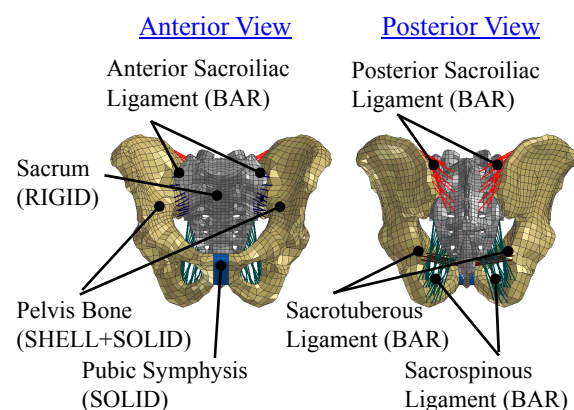 Anterior View
Posterior View
Anterior Sacroiliac
Ligament (BAR)
Posterior Sacroiliac
Ligament (BAR)
Sacrum
(RIGID)
Pelvis Bone
(SHELL+SOLID)
Pubic Symphysis
(SOLID)
Sacrotuberous
Ligament (BAR)
Sacrospinous
Ligament (BAR)